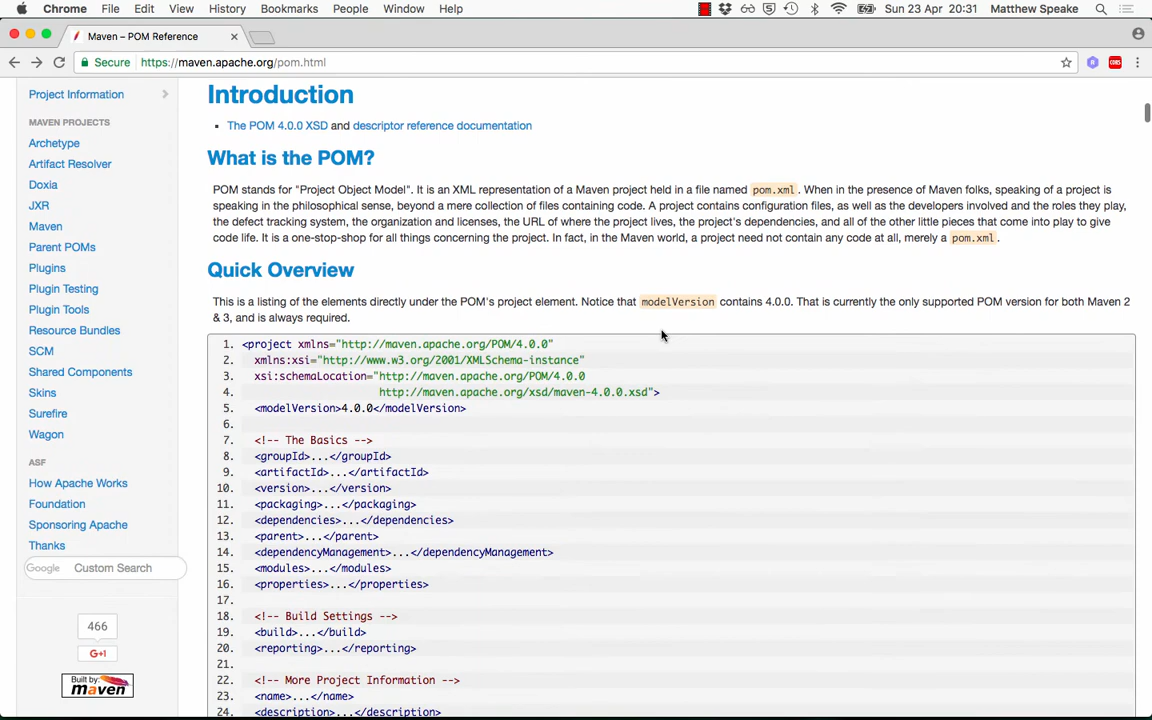 Chrome File Edit View History Bookmarks People Window Help Sun 23 Apr 20:31 Matthew Speake
Maven – POM Reference
Secure https://maven.apache.org/pom.html
Project Information
MAVEN PROJECTS
Archetype
Artifact Resolver
Doxia
JXR
Maven
Parent POMs
Plugins
Plugin Testing
Plugin Tools
Resource Bundles
SCM
Shared Components
Skins
Surefire
Wagon
ASF
How Apache Works
Foundation
Sponsoring Apache
Thanks
Google Custom Search
466
G+1
Built by:
maven
Introduction
The POM 4.0.0 XSD and descriptor reference documentation
What is the POM?
POM stands for "Project Object Model". It is an XML representation of a Maven project held in a file named pom.xml . When in the presence of Maven folks, speaking of a project is
speaking in the philosophical sense, beyond a mere collection of files containing code. A project contains configuration files, as well as the developers involved and the roles they play,
the defect tracking system, the organization and licenses, the URL of where the project lives, the project's dependencies, and all of the other little pieces that come into play to give
code life. It is a one-stop-shop for all things concerning the project. In fact, in the Maven world, a project need not contain any code at all, merely a pom.xml .
Quick Overview
This is a listing of the elements directly under the POM's project element. Notice that modelVersion contains 4.0.0. That is currently the only supported POM version for both Maven 2
& 3, and is always required.
1. <project xmlns="http://maven.apache.org/POM/4.0.0"
2. xmlns:xsi="http://www.w3.org/2001/XMLSchema-instance"
3. xsi:schemaLocation="http://maven.apache.org/POM/4.0.0
4. http://maven.apache.org/xsd/maven-4.0.0.xsd">
5. <modelVersion>4.0.0</modelVersion>
6.
7. <!-- The Basics -->
8. <groupId>...</groupId>
9. <artifactId>...</artifactId>
10. <version>...</version>
11. <packaging>...</packaging>
12. <dependencies>...</dependencies>
13. <parent>...</parent>
14. <dependencyManagement>...</dependencyManagement>
15. <modules>...</modules>
16. <properties>...</properties>
17.
18. <!-- Build Settings -->
19. <build>...</build>
20. <reporting>...</reporting>
21.
22. <!-- More Project Information -->
23. <name>...</name>
24. <description>...</description>